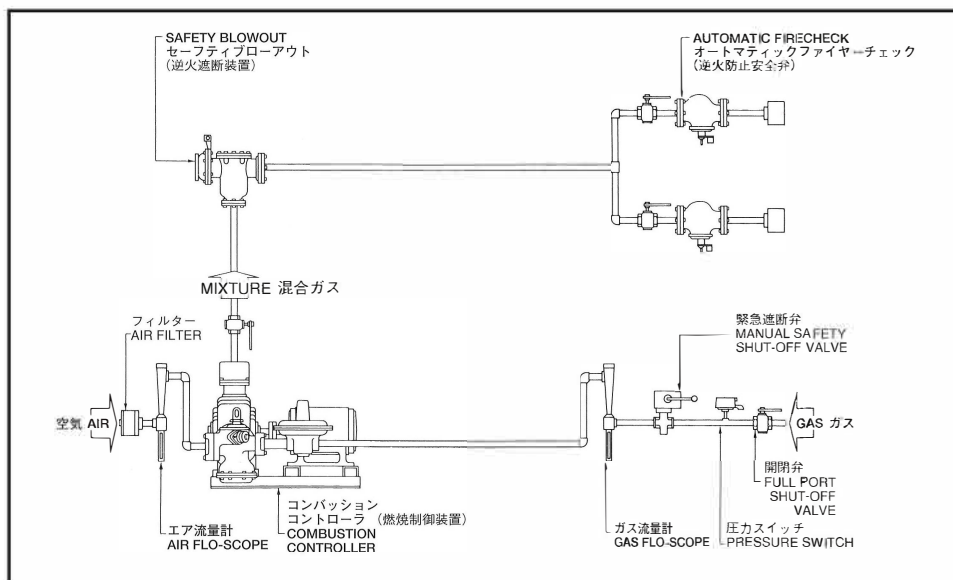 SAFETY BLOWOUT
セーフティブローアウト
(逆火遮断装置)
AUTOMATIC FIRECHECK
オートマティックファイヤーチェック
(逆火防止安全弁)
MIXTURE 混合ガス
フィルター
AIR FILTER
緊急遮断弁
MANUAL SAFETY
SHUT-OFF VALVE
空気 AIR
GAS ガス
開閉弁
FULL PORT
SHUT-OFF
VALVE
エア流量計
AIR FLO-SCOPE
コンバッション
コントローラ (燃焼制御装置)
COMBUSTION
CONTROLLER
ガス流量計
GAS FLO-SCOPE
圧力スイッチ
PRESSURE SWITCH